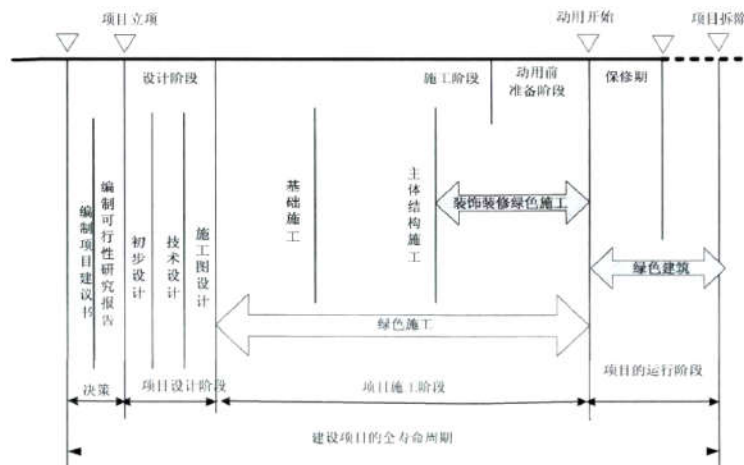 项目立项
动用开始
项目拆除
设计阶段
施工阶段
动用前
准备阶段
保修期
编制项目建议书
编制可行性研究报告
初步设计
技术设计
施工图设计
基础施工
主体结构施工
装饰装修绿色施工
绿色建筑
绿色施工
决策
项目设计阶段
项目施工阶段
项目的运行阶段
建设项目的全寿命周期